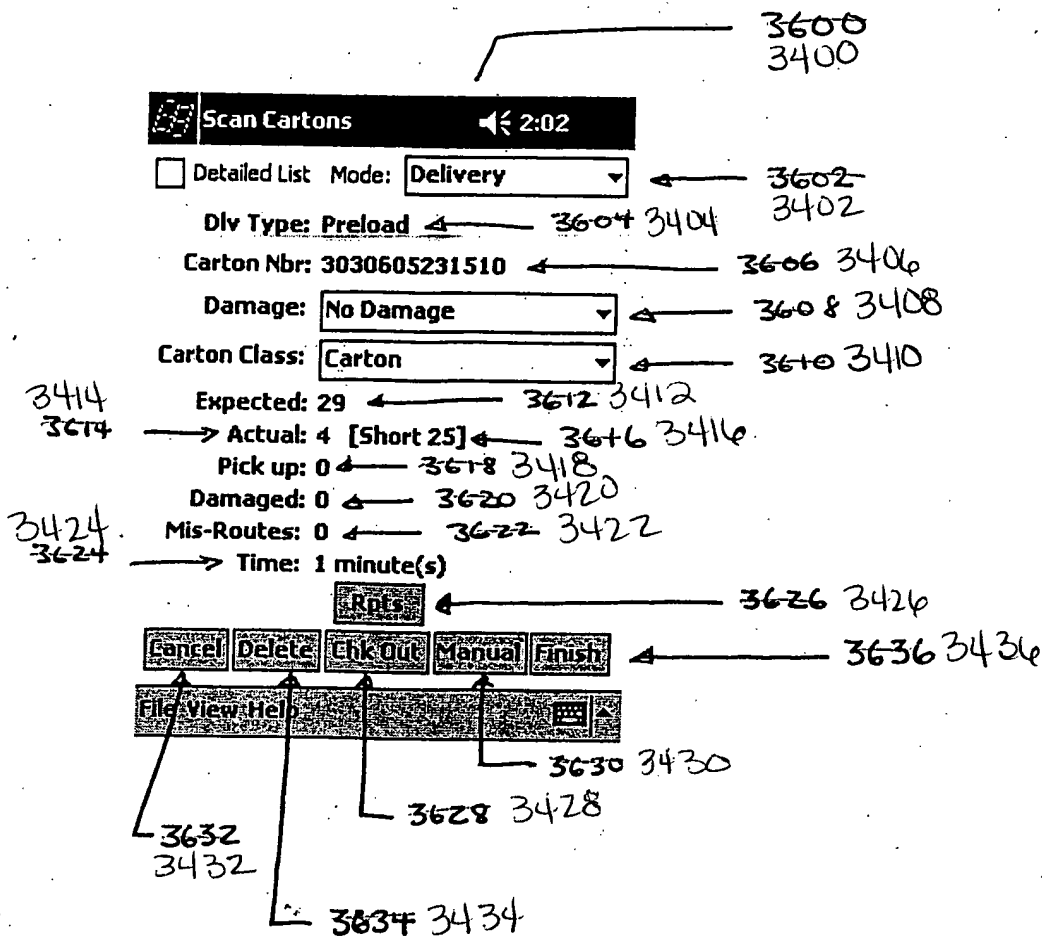 3600
3400
Scan Cartons 2:02
Detailed List Mode: Delivery 3602
3402
Dlv Type: Preload 3604 3404
Carton Nbr: 3030605231510 3606 3406
Damage: No Damage 3608 3408
Carton Class: Carton 3610 3410
3414 Expected: 29 3612 3412
3614 Actual: 4 [Short 25] 3616 3416
Pick up: 0 3618 3418
Damaged: 0 3620 3420
3424 Mis-Routes: 0 3622 3422
3624 Time: 1 minute(s)
Rpts 3626 3426
Cancel Delete Chk Out Manual Finish 3636 3436
File View Help
3630 3430
3628 3428
3632
3432
3634 3434